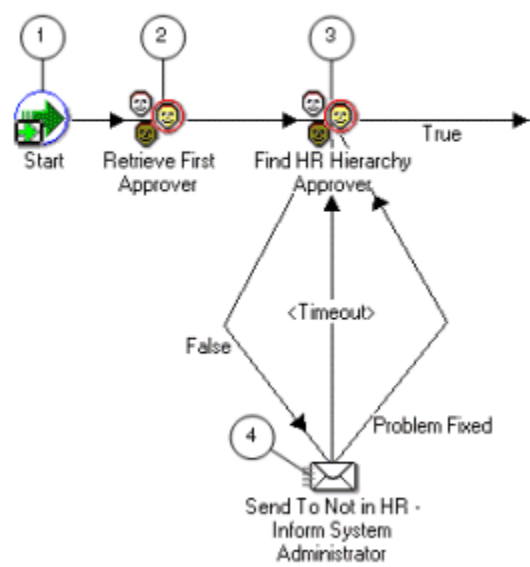 1
2
3
Start
Retrieve First
Approver
Find HR Hierarchy
Approver
True
<Timeout>
False
Problem Fixed
4
Send To Not in HR -
Inform System
Administrator